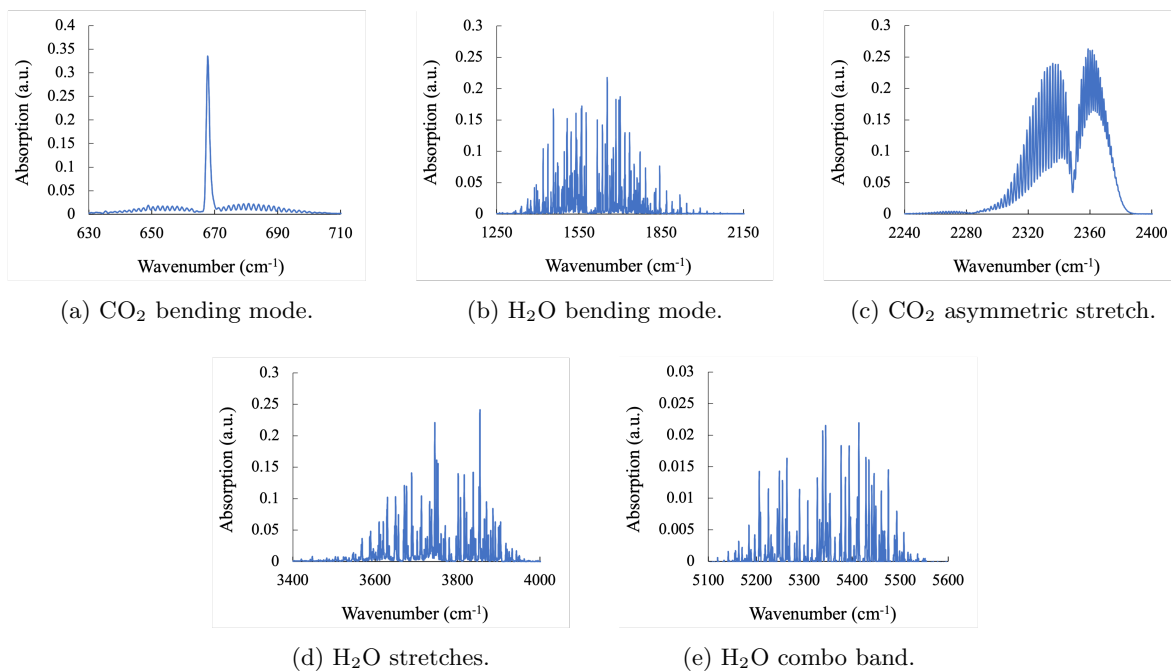 0.4
0.35
0.3
0.25
0.2
0.15
0.1
0.05
0
Absorption (a.u.)
630 650 670 690 710
Wavenumber (cm⁻¹)
(a) CO₂ bending mode.
0.3
0.25
0.2
0.15
0.1
0.05
0
Absorption (a.u.)
1250 1550 1850 2150
Wavenumber (cm⁻¹)
(b) H₂O bending mode.
0.3
0.25
0.2
0.15
0.1
0.05
0
Absorption (a.u.)
2240 2280 2320 2360 2400
Wavenumber (cm⁻¹)
(c) CO₂ asymmetric stretch.
0.3
0.25
0.2
0.15
0.1
0.05
0
Absorption (a.u.)
3400 3600 3800 4000
Wavenumber (cm⁻¹)
(d) H₂O stretches.
0.03
0.025
0.02
0.015
0.01
0.005
0
Absorption (a.u.)
5100 5200 5300 5400 5500 5600
Wavenumber (cm⁻¹)
(e) H₂O combo band.